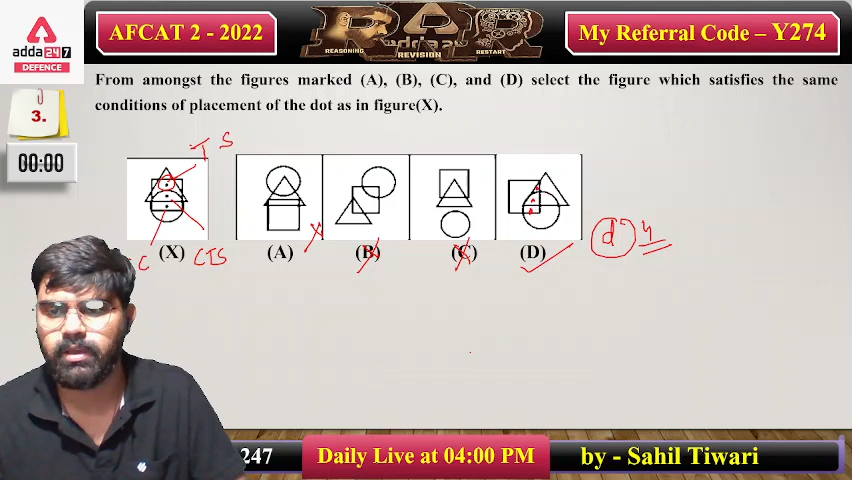 AFCAT 2 - 2022
REASONING
REVISION
RESTART
My Referral Code – Y274
adda247
DEFENCE
3.
00:00
From amongst the figures marked (A), (B), (C), and (D) select the figure which satisfies the same
conditions of placement of the dot as in figure(X).
T S
C
(X)
CTS
(A)
X
(B)
(C)
(D)
d
247
Daily Live at 04:00 PM
by - Sahil Tiwari